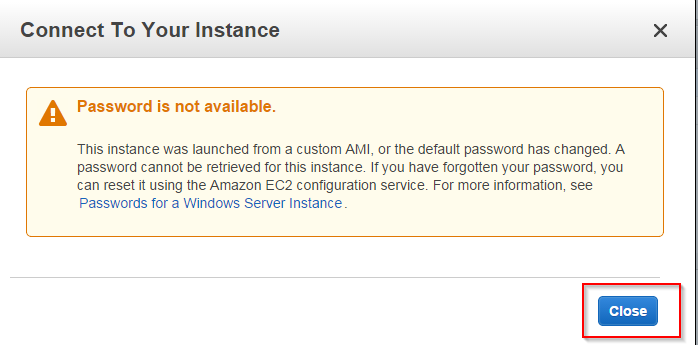 Connect To Your Instance
Password is not available.
This instance was launched from a custom AMI, or the default password has changed. A
password cannot be retrieved for this instance. If you have forgotten your password, you
can reset it using the Amazon EC2 configuration service. For more information, see
Passwords for a Windows Server Instance.
Close